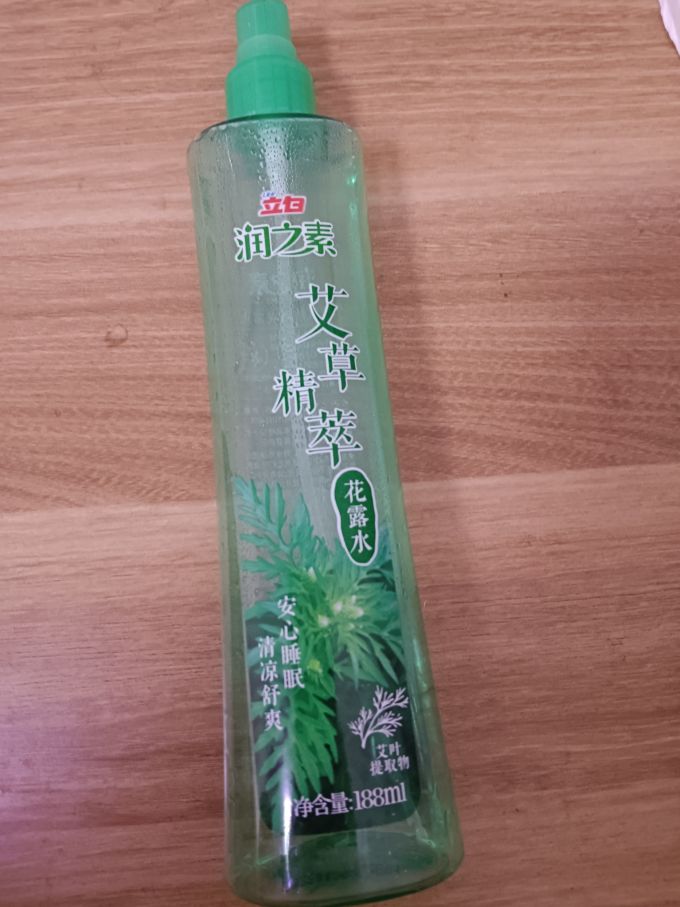 立白
润之素
艾草
精萃
花露水
安心睡眠
清凉舒爽
艾叶
提取物
净含量:188ml